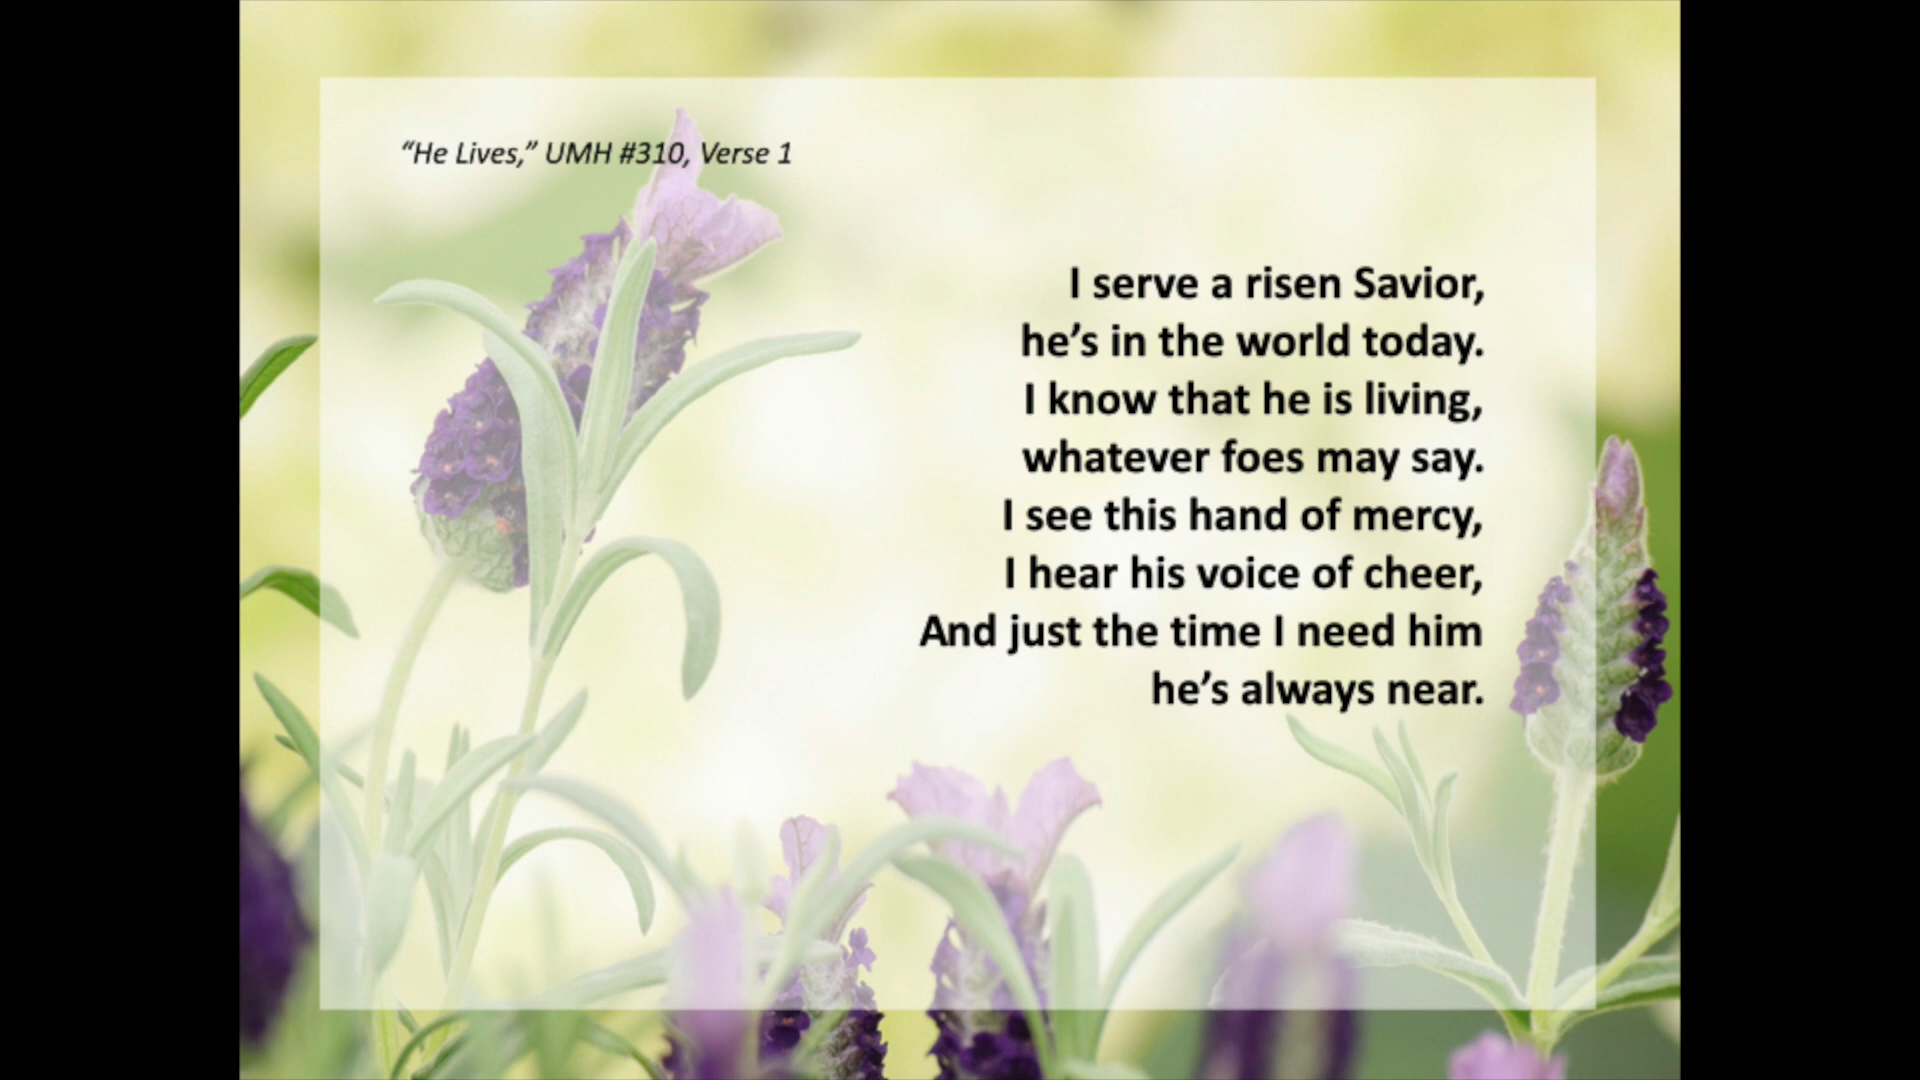 “He Lives,” UMH #310, Verse 1
I serve a risen Savior,
he’s in the world today.
I know that he is living,
whatever foes may say.
I see this hand of mercy,
I hear his voice of cheer,
And just the time I need him
he’s always near.